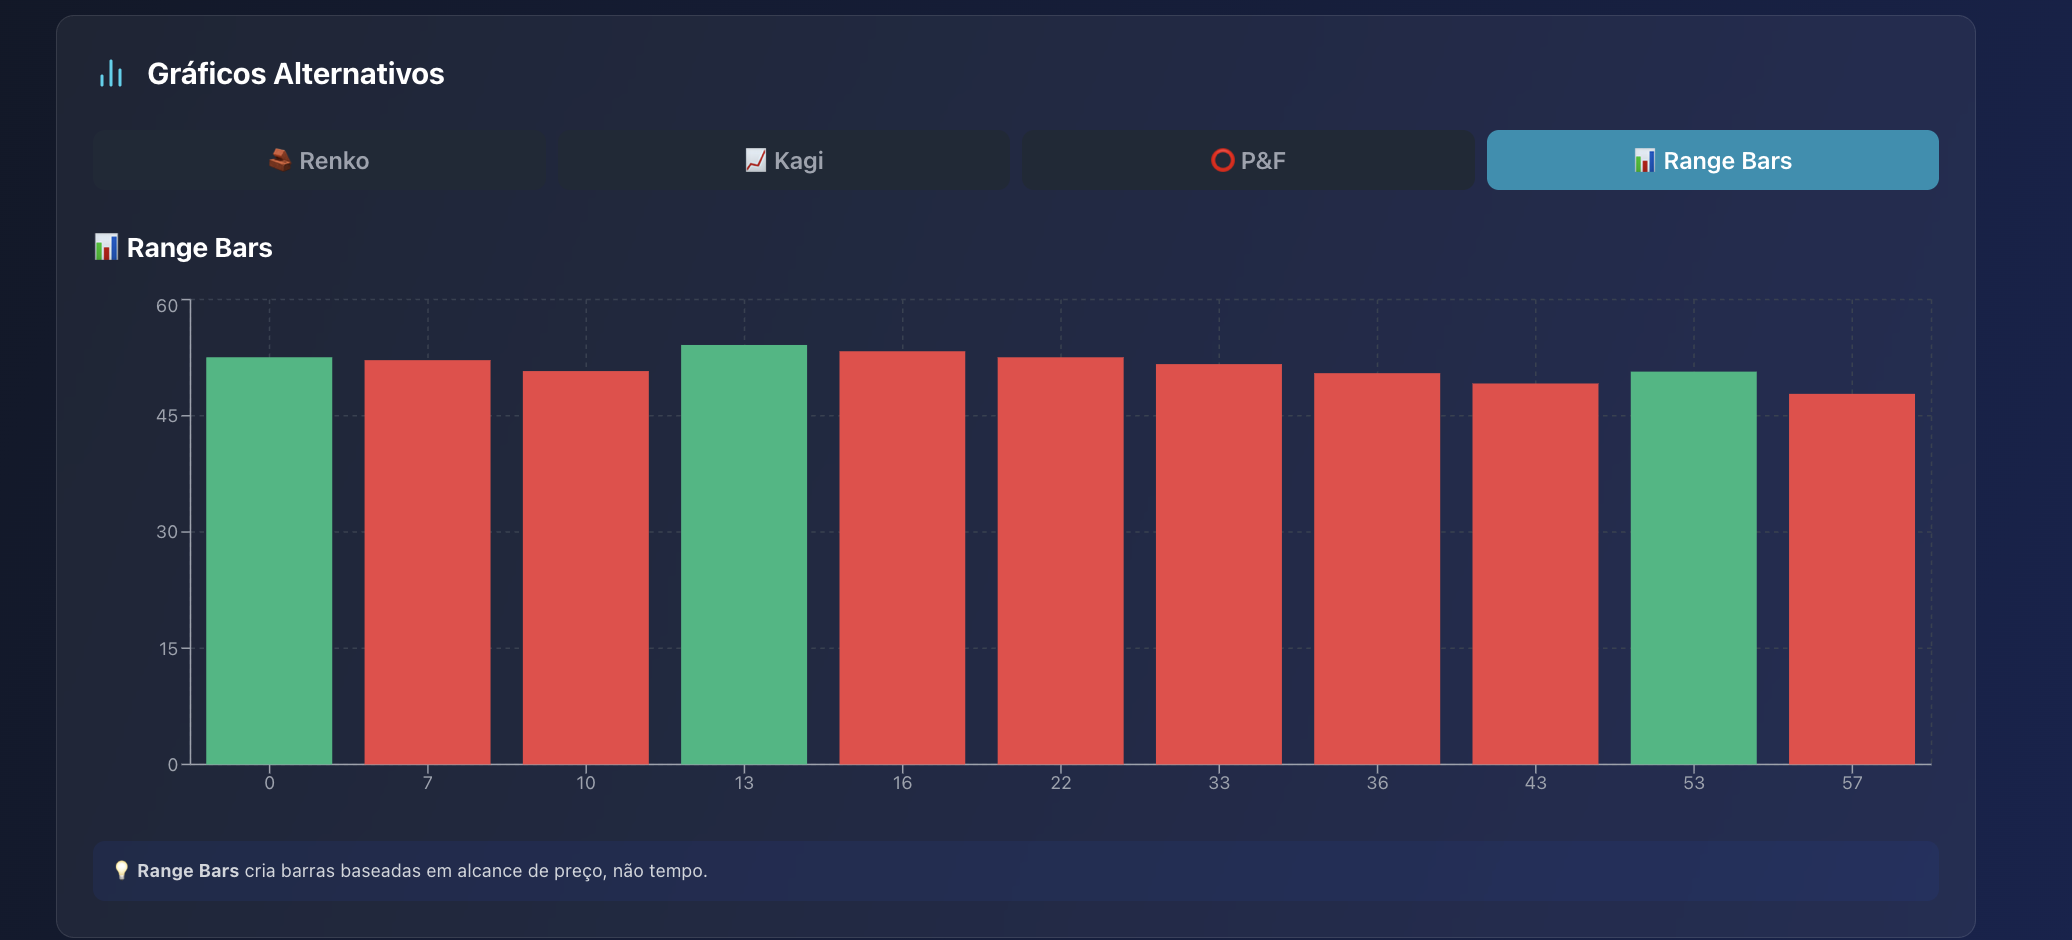 Gráficos Alternativos
Renko
Kagi
P&F
Range Bars
Range Bars
60
45
30
15
0
0 7 10 13 16 22 33 36 43 53 57
Range Bars cria barras baseadas em alcance de preço, não tempo.